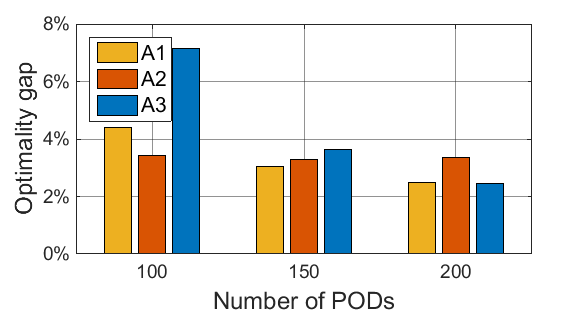 8%
6%
4%
2%
0%
Optimality gap
A1
A2
A3
100 150 200
Number of PODs